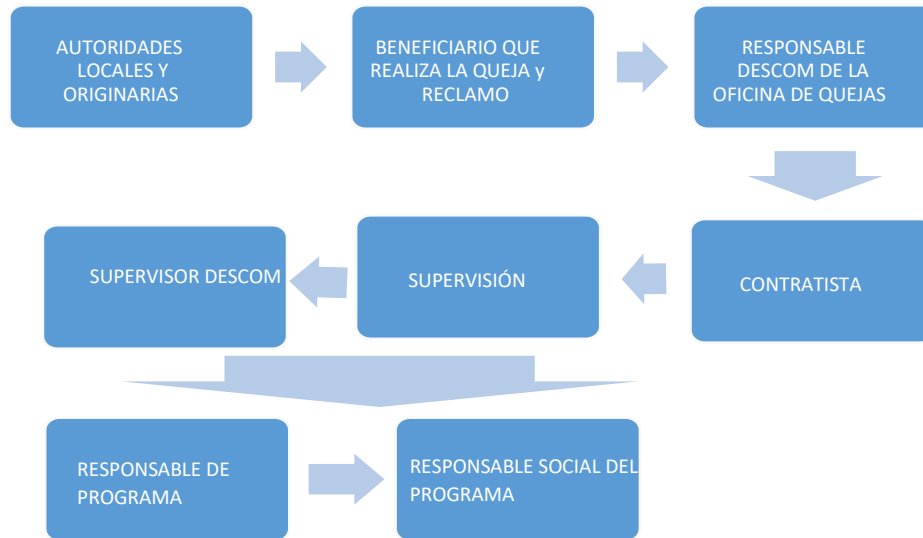 AUTORIDADES
LOCALES Y
ORIGINARIAS
BENEFICIARIO QUE
REALIZA LA QUEJA y
RECLAMO
RESPONSABLE
DESCOM DE LA
OFICINA DE QUEJAS
CONTRATISTA
SUPERVISIÓN
SUPERVISOR DESCOM
RESPONSABLE DE
PROGRAMA
RESPONSABLE SOCIAL DEL
PROGRAMA